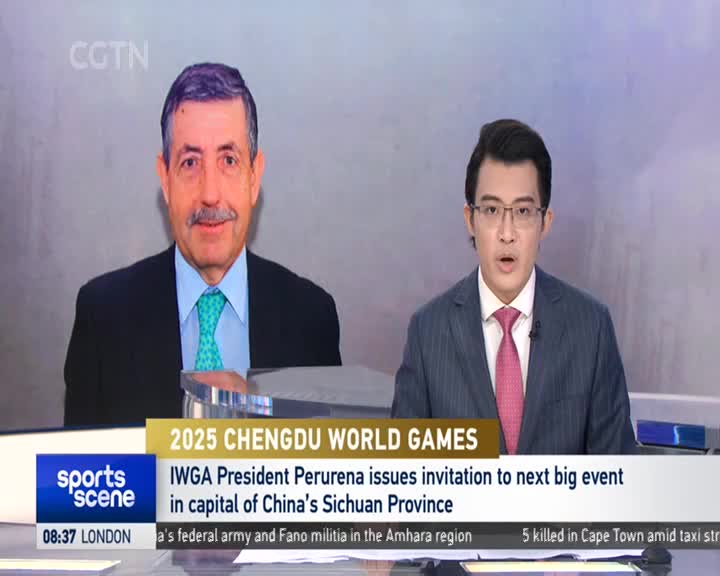 CGTN
2025 CHENGDU WORLD GAMES
IWGA President Perurena issues invitation to next big event
in capital of China's Sichuan Province
sports
scene
08:37 LONDON
a's federal army and Fano militia in the Amhara region 5 killed in Cape Town amid taxi str